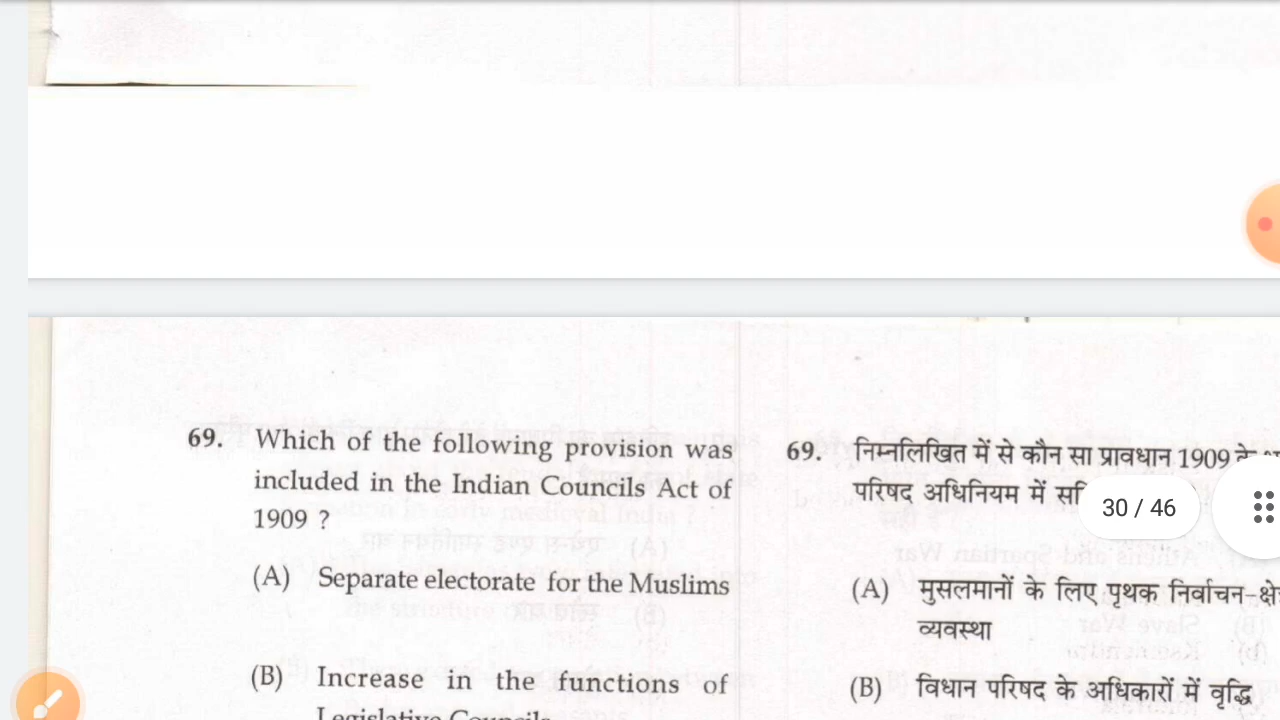 69. Which of the following provision was
included in the Indian Councils Act of
1909 ?
(A) Separate electorate for the Muslims
(B) Increase in the functions of
Legislative Councils
69. निम्नलिखित में से कौन सा प्रावधान 1909 के
परिषद अधिनियम में
30 / 46
(A) मुसलमानों के लिए पृथक निर्वाचन-क्षे
व्यवस्था
(B) विधान परिषद के अधिकारों में वृद्धि